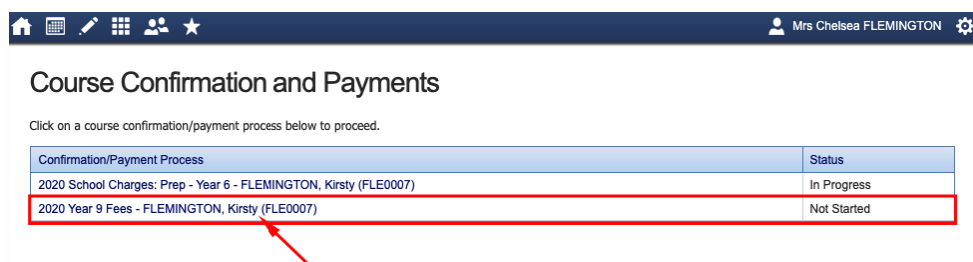 Mrs Chelsea FLEMINGTON
Course Confirmation and Payments
Click on a course confirmation/payment process below to proceed.
Confirmation/Payment Process Status
2020 School Charges: Prep - Year 6 - FLEMINGTON, Kirsty (FLE0007) In Progress
2020 Year 9 Fees - FLEMINGTON, Kirsty (FLE0007) Not Started